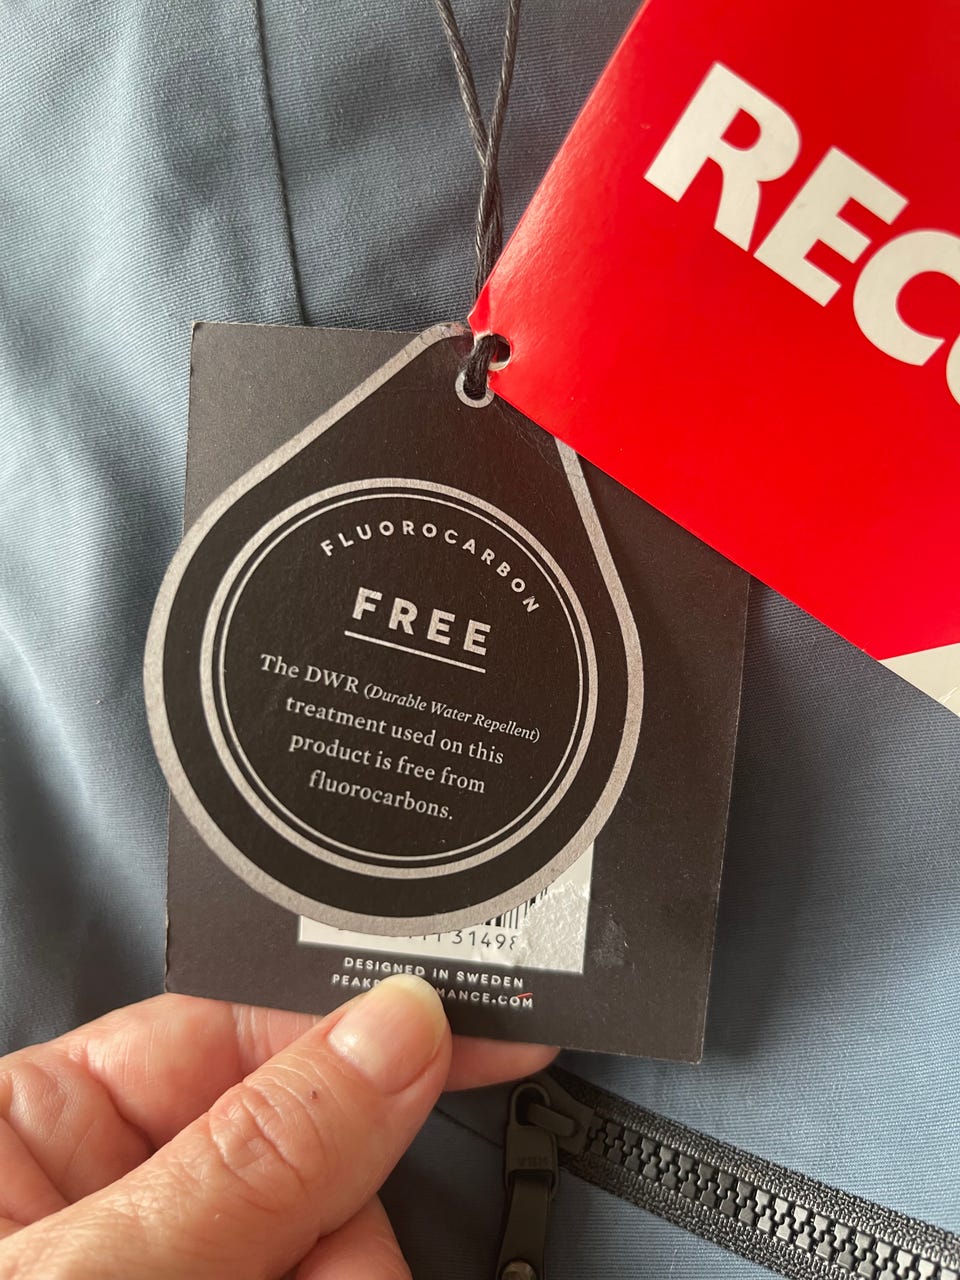 REC
FLUOROCARBON
FREE
The DWR (Durable Water Repellent)
treatment used on this
product is free from
fluorocarbons.
31498
DESIGNED IN SWEDEN